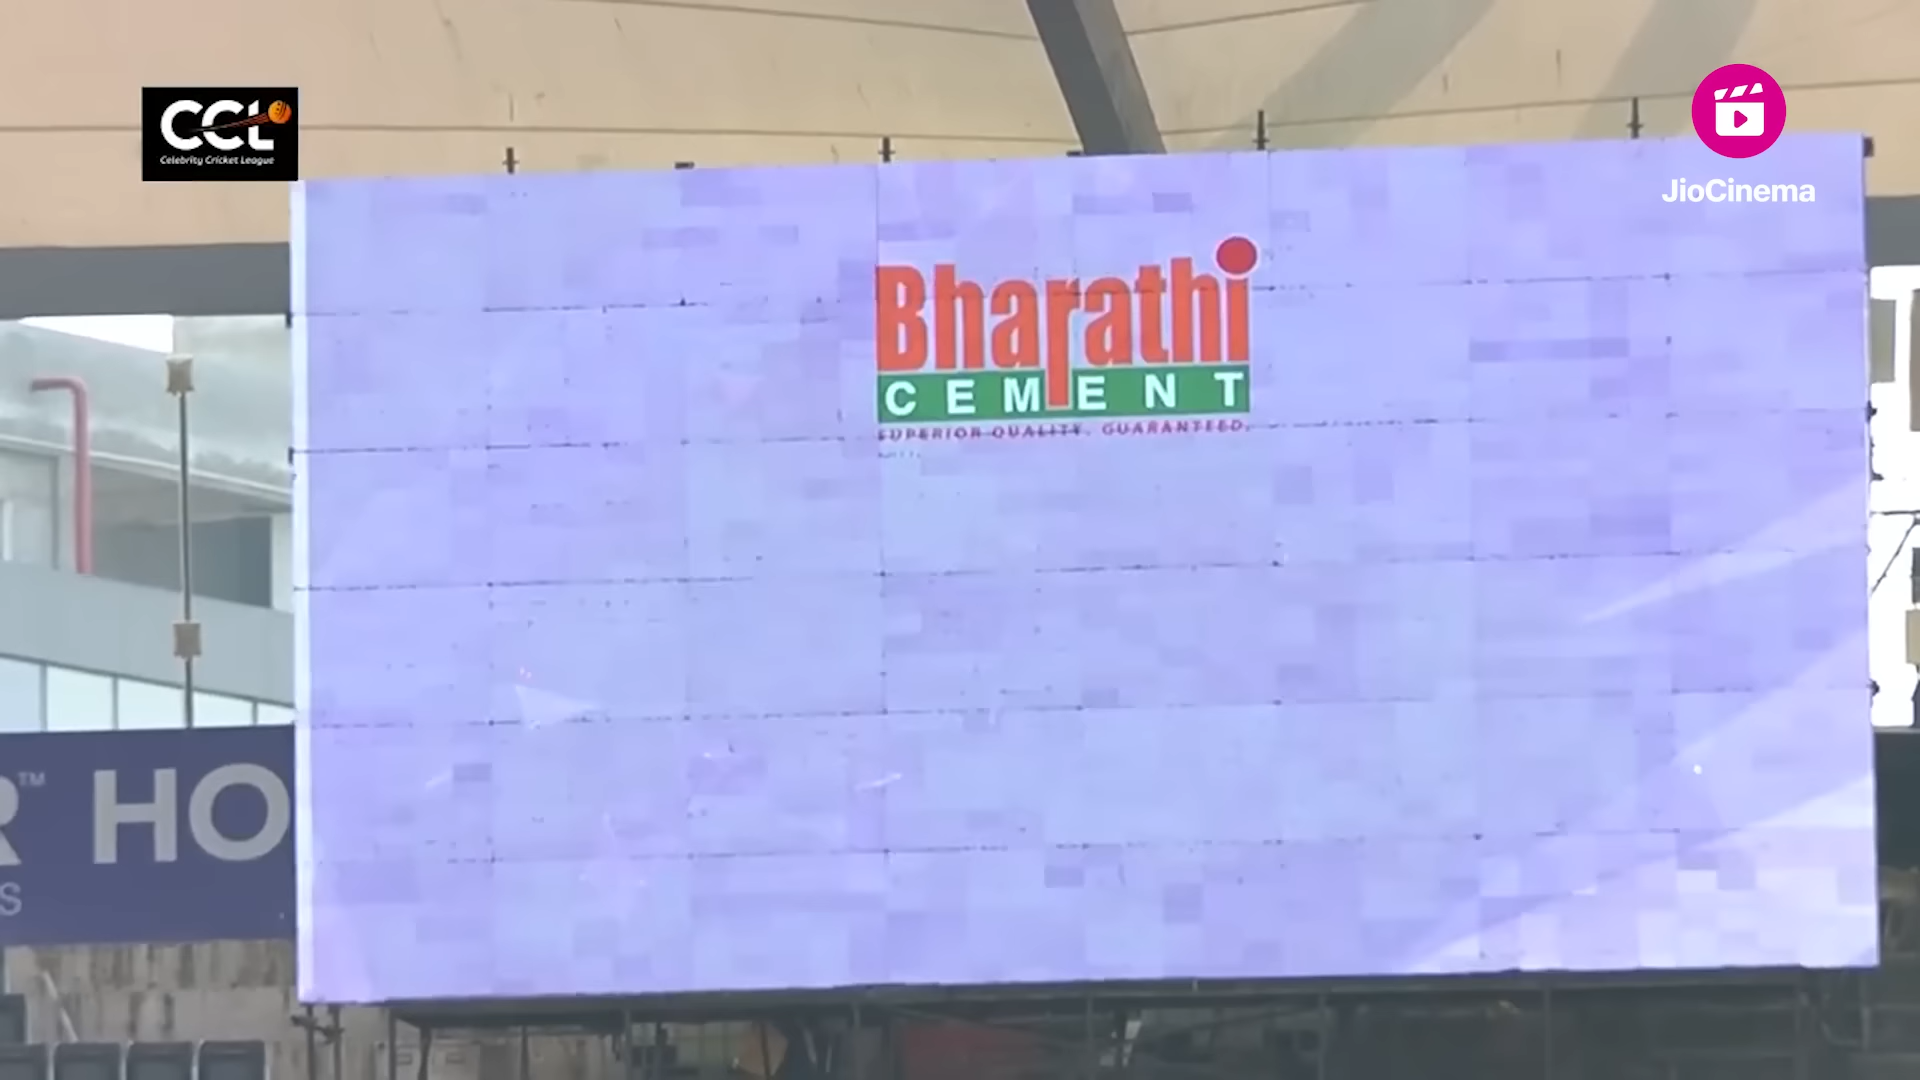 CCL
Celebrity Cricket League
JioCinema
Bharathi
CEMENT
SUPERIOR QUALITY. GUARANTEED.
HO